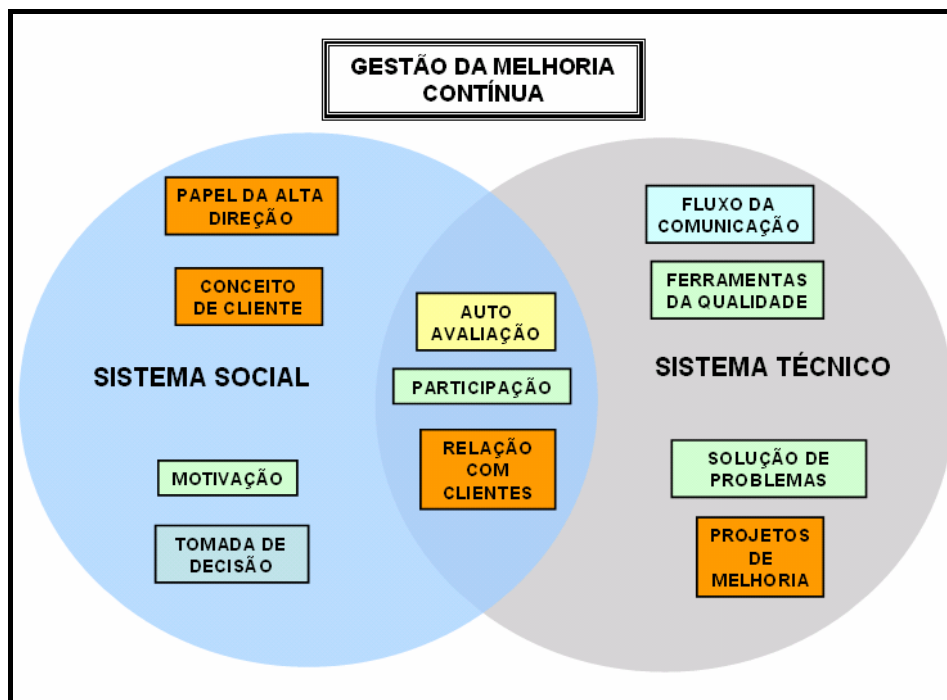 GESTÃO DA MELHORIA
CONTÍNUA
PAPEL DA ALTA
DIREÇÃO
CONCEITO
DE CLIENTE
SISTEMA SOCIAL
MOTIVAÇÃO
TOMADA DE
DECISÃO
AUTO
AVALIAÇÃO
PARTICIPAÇÃO
RELAÇÃO
COM
CLIENTES
FLUXO DA
COMUNICAÇÃO
FERRAMENTAS
DA QUALIDADE
SISTEMA TÉCNICO
SOLUÇÃO DE
PROBLEMAS
PROJETOS
DE
MELHORIA